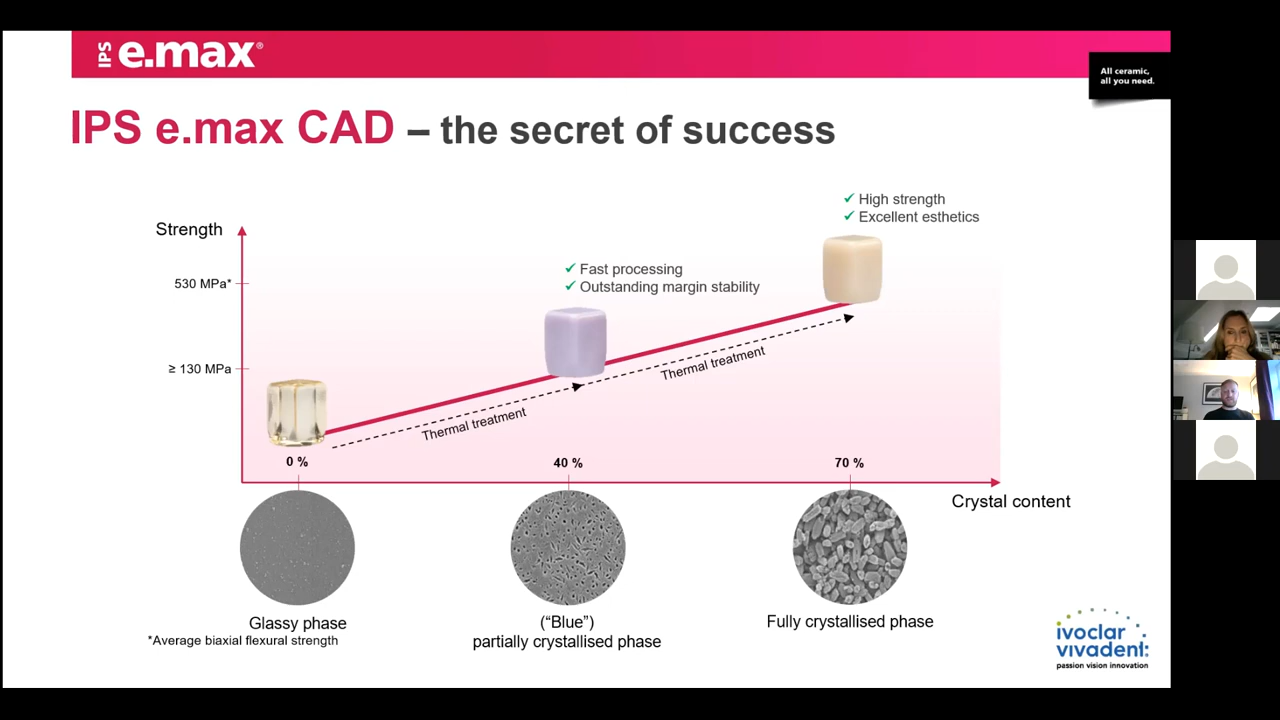 IPS e.max®
All ceramic,
all you need.
IPS e.max CAD – the secret of success
✓ High strength
✓ Excellent esthetics
Strength
✓ Fast processing
✓ Outstanding margin stability
530 MPa*
≥ 130 MPa
Thermal treatment
Thermal treatment
0 %
40 %
70 %
Crystal content
Glassy phase
*Average biaxial flexural strength
(“Blue”)
partially crystallised phase
Fully crystallised phase
ivoclar
vivadent:
passion vision innovation